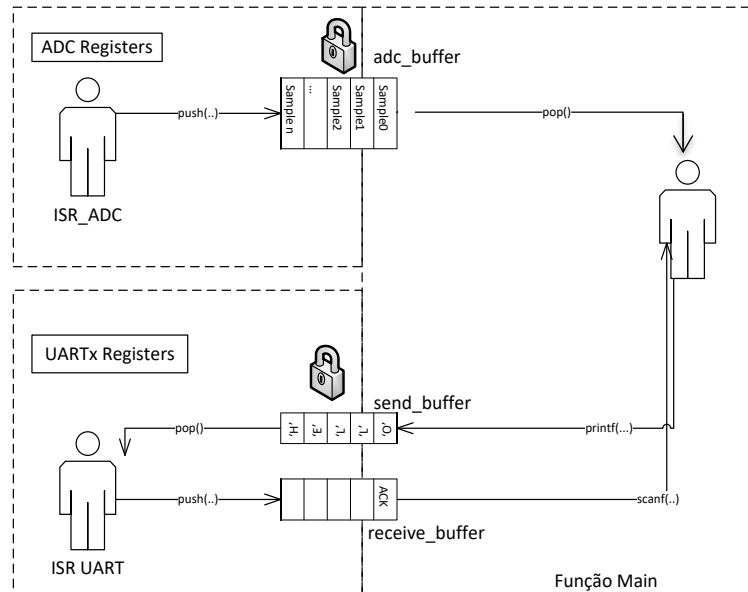 ADC Registers
adc_buffer
Sample n
...
Sample2
Sample1
Sample0
push(..)
pop()
ISR_ADC
UARTx Registers
send_buffer
'H'
'E'
'L'
'L'
'O'
pop()
printf(...)
push(..)
ACK
scanf(..)
receive_buffer
ISR UART
Função Main